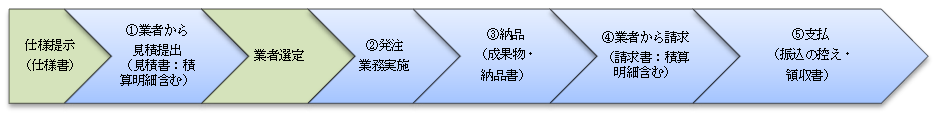 仕様提示
（仕様書）
①業者から
見積提出
（見積書：積
算明細含む）
業者選定
②発注
業務実施
③納品
（成果物・
納品書）
④業者から請求
（請求書：積算
明細含む）
⑤支払
（振込の控え・
領収書）